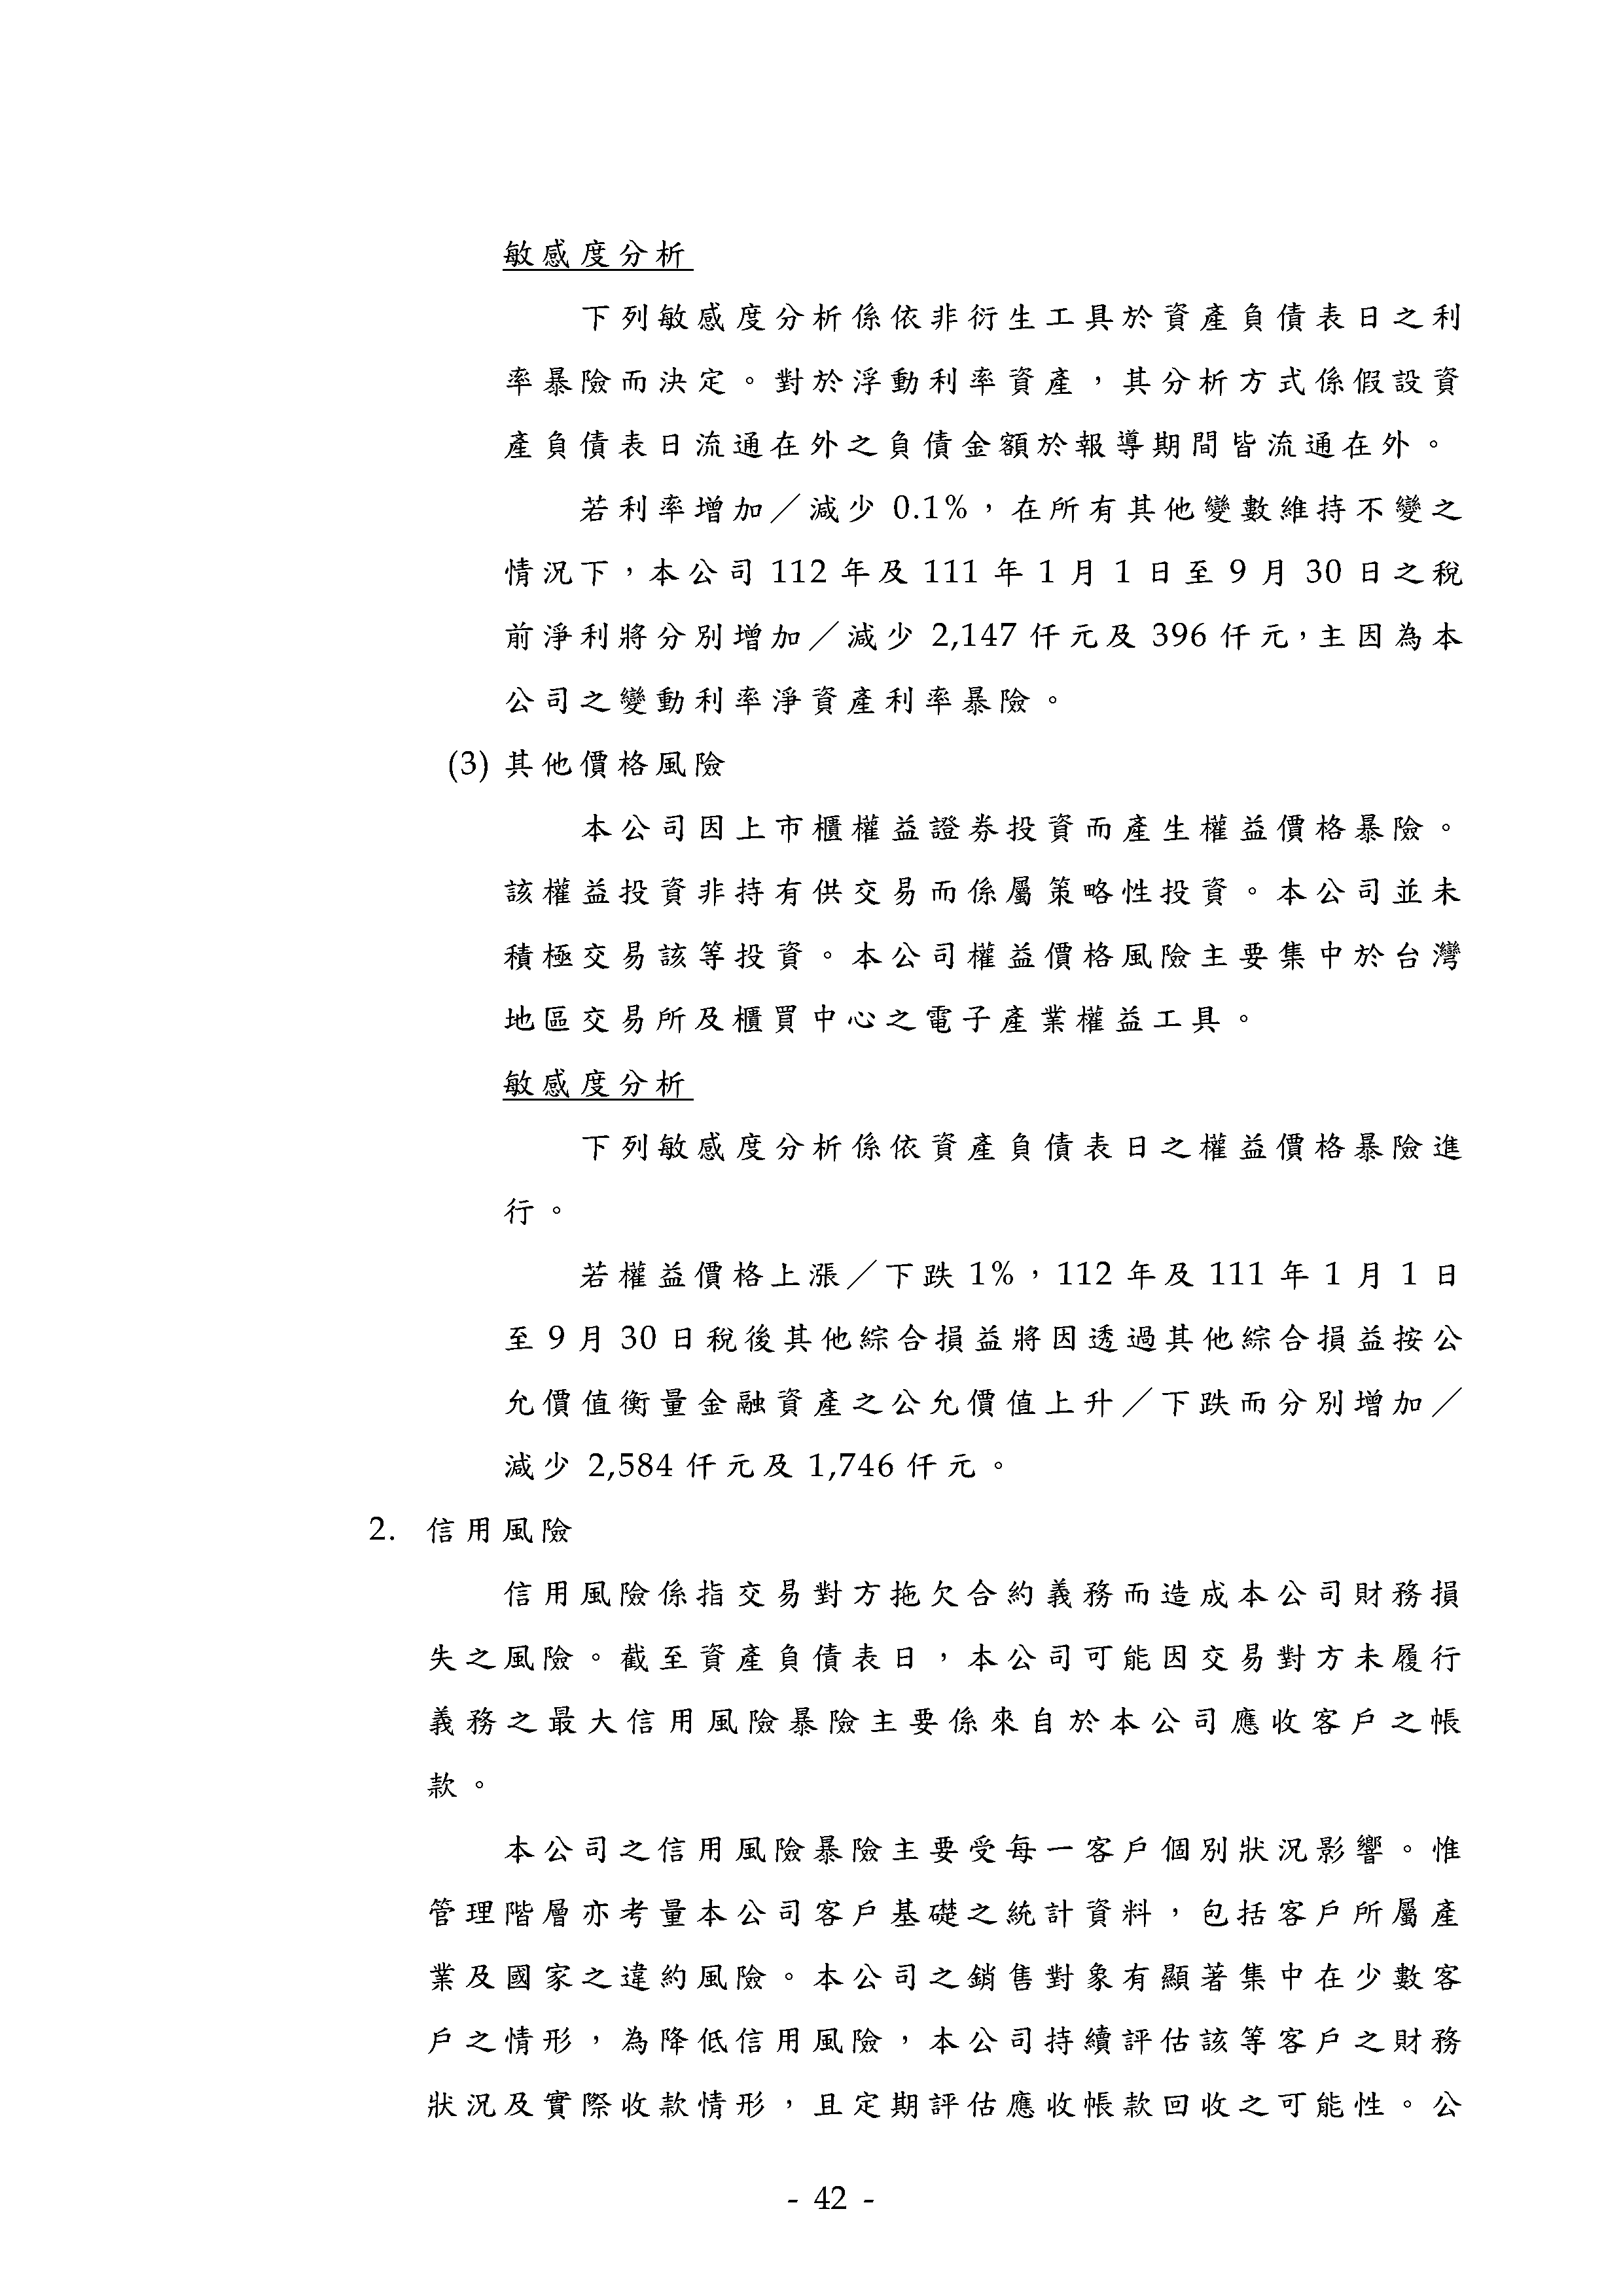 敏感度分析
下列敏感度分析係依非衍生工具於資產負債表日之利
率暴險而決定。對於浮動利率資產，其分析方式係假設資
產負債表日流通在外之負債金額於報導期間皆流通在外。
若利率增加／減少 0.1%，在所有其他變數維持不變之
情況下，本公司 112 年及 111 年 1 月 1 日至 9 月 30 日之稅
前淨利將分別增加／減少 2,147 仟元及 396 仟元，主因為本
公司之變動利率淨資產利率暴險。
(3) 其他價格風險
本公司因上市櫃權益證券投資而產生權益價格暴險。
該權益投資非持有供交易而係屬策略性投資。本公司並未
積極交易該等投資。本公司權益價格風險主要集中於台灣
地區交易所及櫃買中心之電子產業權益工具。
敏感度分析
下列敏感度分析係依資產負債表日之權益價格暴險進
行。
若權益價格上漲／下跌 1%，112 年及 111 年 1 月 1 日
至 9 月 30 日稅後其他綜合損益將因透過其他綜合損益按公
允價值衡量金融資產之公允價值上升／下跌而分別增加／
減少 2,584 仟元及 1,746 仟元。
2. 信用風險
信用風險係指交易對方拖欠合約義務而造成本公司財務損
失之風險。截至資產負債表日，本公司可能因交易對方未履行
義務之最大信用風險暴險主要係來自於本公司應收客戶之帳
款。
本公司之信用風險暴險主要受每一客戶個別狀況影響。惟
管理階層亦考量本公司客戶基礎之統計資料，包括客戶所屬產
業及國家之違約風險。本公司之銷售對象有顯著集中在少數客
戶之情形，為降低信用風險，本公司持續評估該等客戶之財務
狀況及實際收款情形，且定期評估應收帳款回收之可能性。公
- 42 -